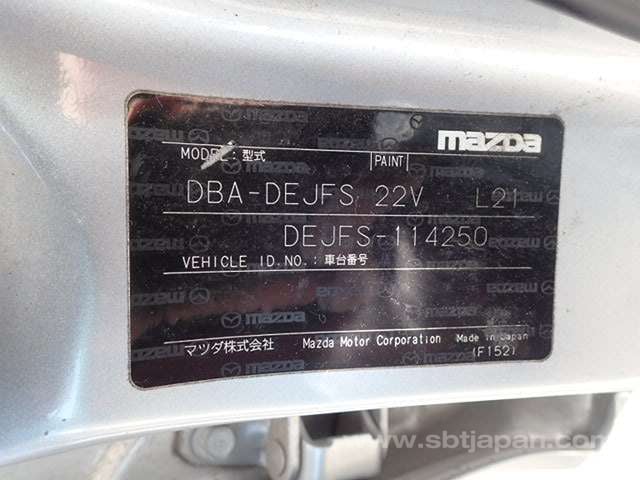 mazda
MODEL : 型式 PAINT
DBA-DEJFS 22V L21
DEJFS-114250
VEHICLE ID.NO.: 車台番号
マツダ株式会社 Mazda Motor Corporation Made in Japan
(F152)
www.sbtjapan.com